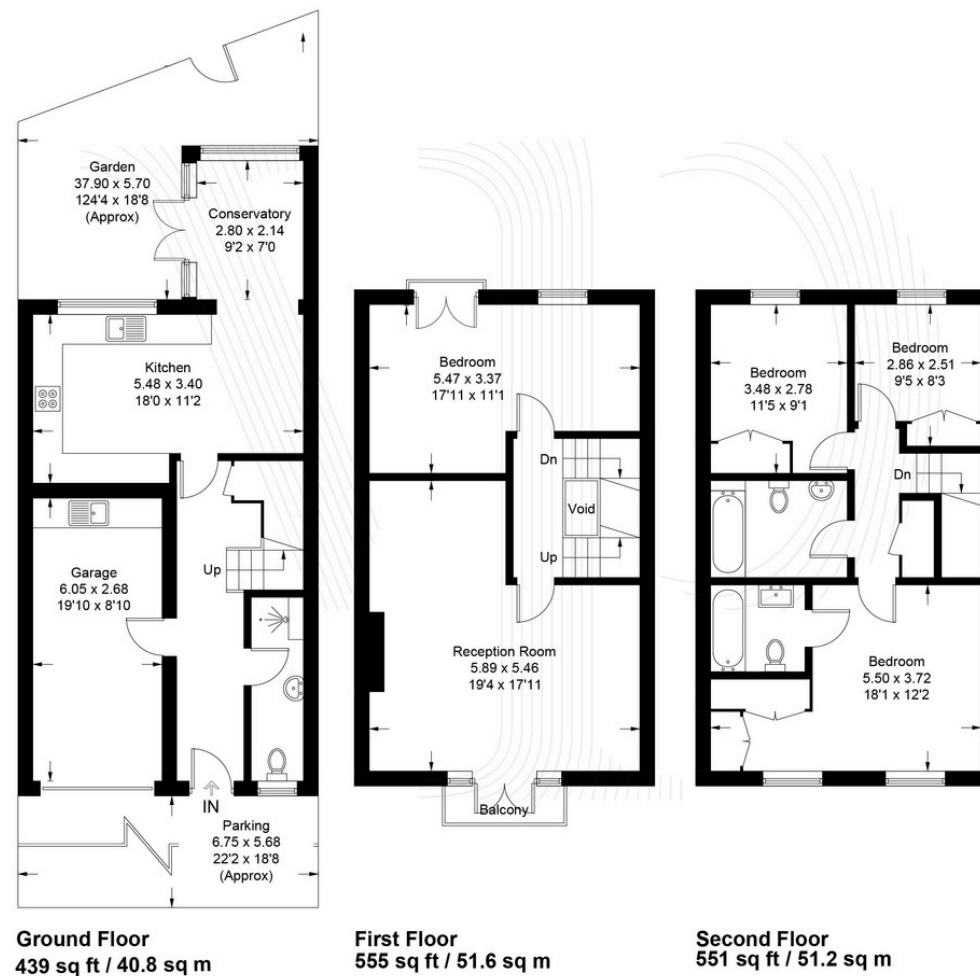 Garden
37.90 x 5.70
124'4 x 18'8
(Approx)
Conservatory
2.80 x 2.14
9'2 x 7'0
Kitchen
5.48 x 3.40
18'0 x 11'2
Garage
6.05 x 2.68
19'10 x 8'10
Up
IN
Parking
6.75 x 5.68
22'2 x 18'8
(Approx)
Ground Floor
439 sq ft / 40.8 sq m
Bedroom
5.47 x 3.37
17'11 x 11'1
Dn
Void
Up
Reception Room
5.89 x 5.46
19'4 x 17'11
Balcony
First Floor
555 sq ft / 51.6 sq m
Bedroom
3.48 x 2.78
11'5 x 9'1
Bedroom
2.86 x 2.51
9'5 x 8'3
Dn
Bedroom
5.50 x 3.72
18'1 x 12'2
Second Floor
551 sq ft / 51.2 sq m